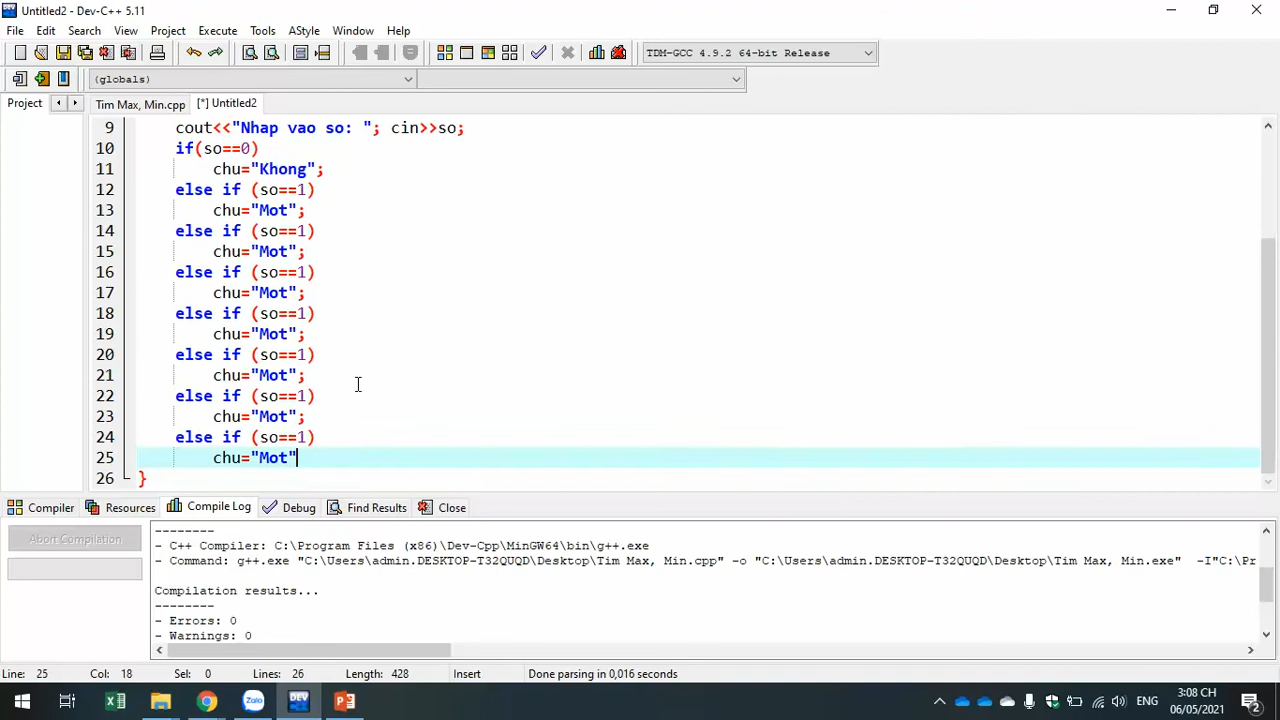 Untitled2 - Dev-C++ 5.11
File Edit Search View Project Execute Tools AStyle Window Help
TDM-GCC 4.9.2 64-bit Release
(globals)
Project Tim Max, Min.cpp [*] Untitled2
9 cout<<"Nhap vao so: "; cin>>so;
10 if(so==0)
11 chu="Khong";
12 else if (so==1)
13 chu="Mot";
14 else if (so==1)
15 chu="Mot";
16 else if (so==1)
17 chu="Mot";
18 else if (so==1)
19 chu="Mot";
20 else if (so==1)
21 chu="Mot";
22 else if (so==1)
23 chu="Mot";
24 else if (so==1)
25 chu="Mot"
26 }
Compiler Resources Compile Log Debug Find Results Close
Abort Compilation
--------
- C++ Compiler: C:\Program Files (x86)\Dev-Cpp\MinGW64\bin\g++.exe
- Command: g++.exe "C:\Users\admin.DESKTOP-T32QUQD\Desktop\Tim Max, Min.cpp" -o "C:\Users\admin.DESKTOP-T32QUQD\Desktop\Tim Max, Min.exe" -I"C:\Pr
Compilation results...
--------
- Errors: 0
- Warnings: 0
Line: 25 Col: 18 Sel: 0 Lines: 26 Length: 428 Insert Done parsing in 0,016 seconds
Zalo DEV ENG 3:08 CH
06/05/2021 2